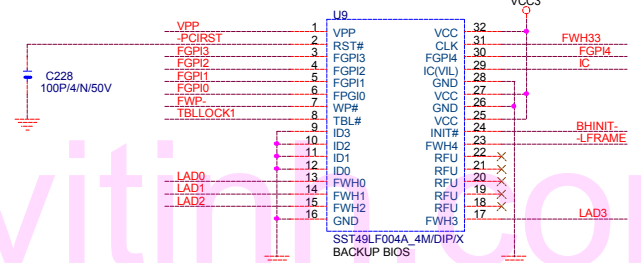 VCC3
U9
VPP 1 VPP VCC 32
-PCIRST 2 RST# CLK 31 FWH33
FGPI3 3 FGPI3 FGPI4 30 FGPI4
FGPI2 4 FGPI2 IC(VIL) 29 IC
FGPI1 5 FGPI1 GND 28
FGPI0 6 FPGI0 VCC 27
FWP- 7 WP# GND 26
TBLLOCK1 8 TBL# VCC 25
9 ID3 INIT# 24 BHINIT-
10 ID2 FWH4 23 -LFRAME
11 ID1 RFU 22
12 ID0 RFU 21
LAD0 13 FWH0 RFU 20
LAD1 14 FWH1 RFU 19
LAD2 15 FWH2 RFU 18
16 GND FWH3 17 LAD3
C228
100P/4/N/50V
SST49LF004A_4M/DIP/X
BACKUP BIOS
vitinh.co